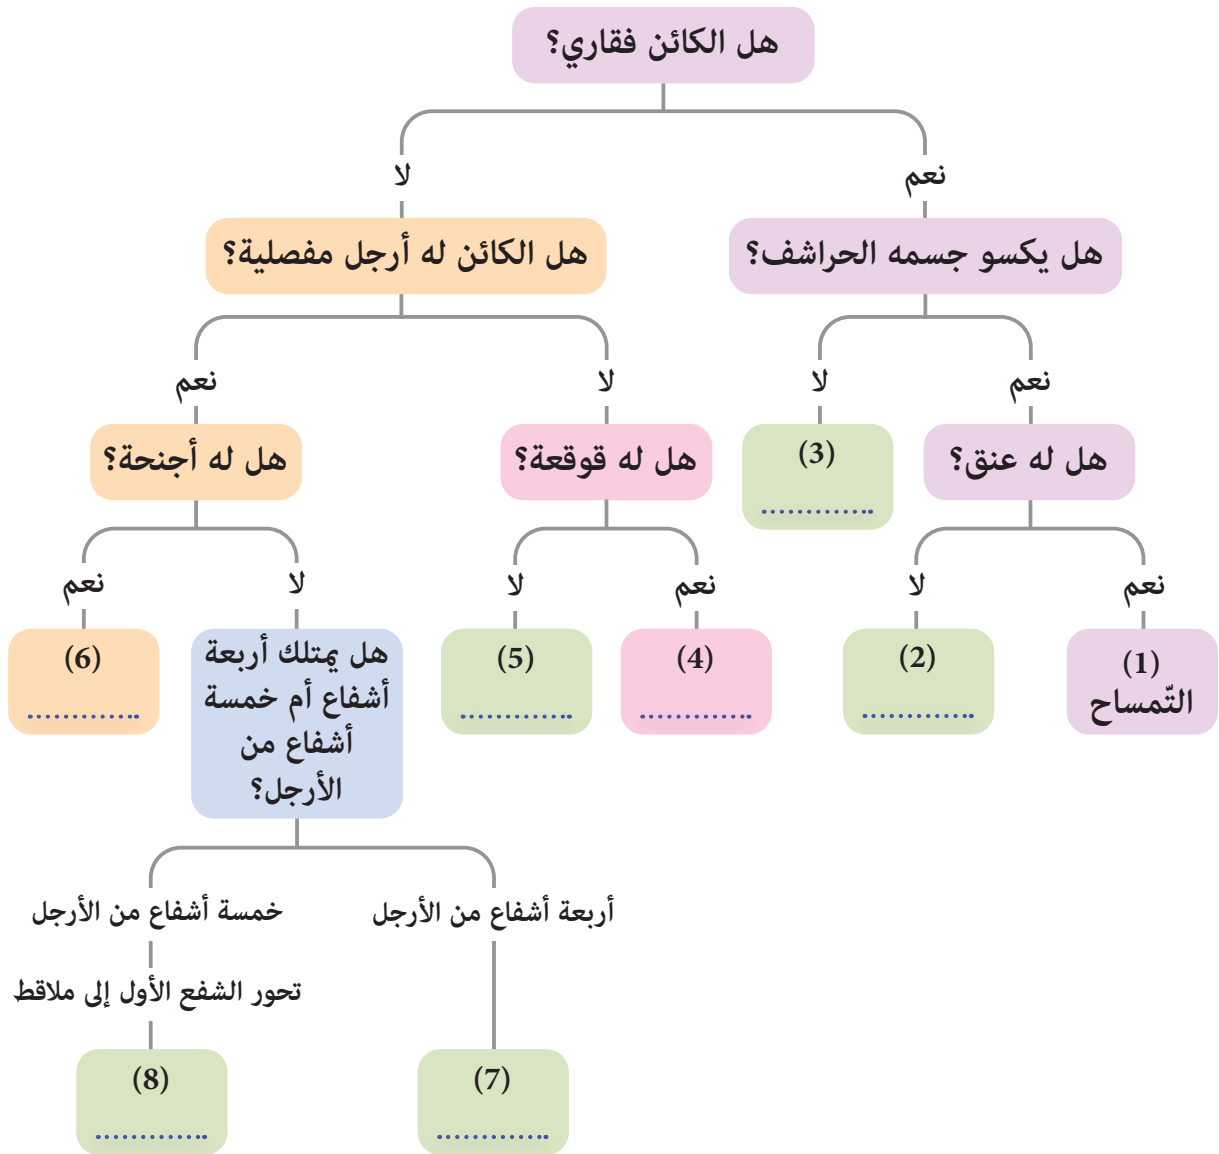 هل الكائن فقاري؟
نعم
لا
هل يكسو جسمه الحراشف؟
هل الكائن له أرجل مفصلية؟
نعم
لا
لا
نعم
هل له عنق؟
(3)
.............
هل له قوقعة؟
هل له أجنحة؟
نعم
لا
نعم
لا
لا
نعم
(1)
التّمساح
(2)
.............
(4)
.............
(5)
.............
هل يمتلك أربعة
أشفاع أم خمسة
أشفاع من
الأرجل؟
(6)
.............
أربعة أشفاع من الأرجل
خمسة أشفاع من الأرجل
تحور الشفع الأول إلى ملاقط
(7)
.............
(8)
.............